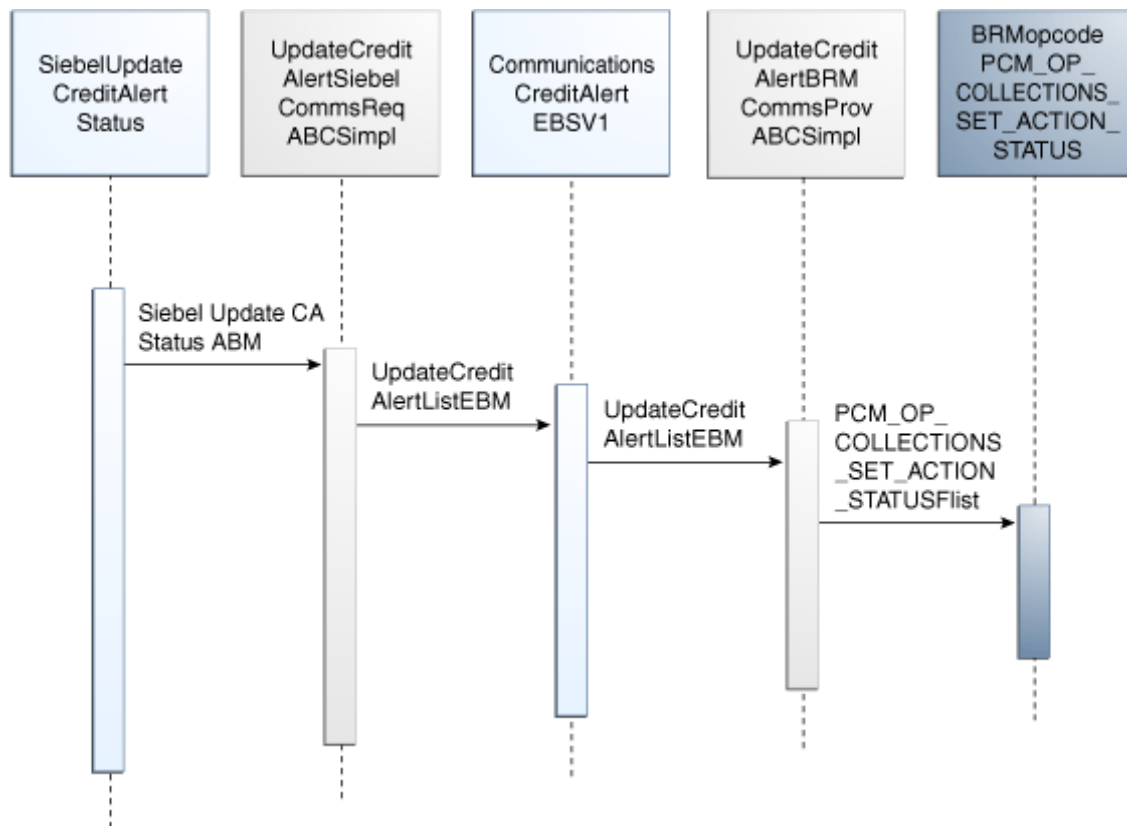 SiebelUpdate
CreditAlert
Status
UpdateCredit
AlertSiebel
CommsReq
ABCSimpl
Communications
CreditAlert
EBSV1
UpdateCredit
AlertBRM
CommsProv
ABCSimpl
BRMopcode
PCM_OP_
COLLECTIONS_
SET_ACTION_
STATUS
Siebel Update CA
Status ABM
UpdateCredit
AlertListEBM
UpdateCredit
AlertListEBM
PCM_OP_
COLLECTIONS
_SET_ACTION
_STATUSFlist